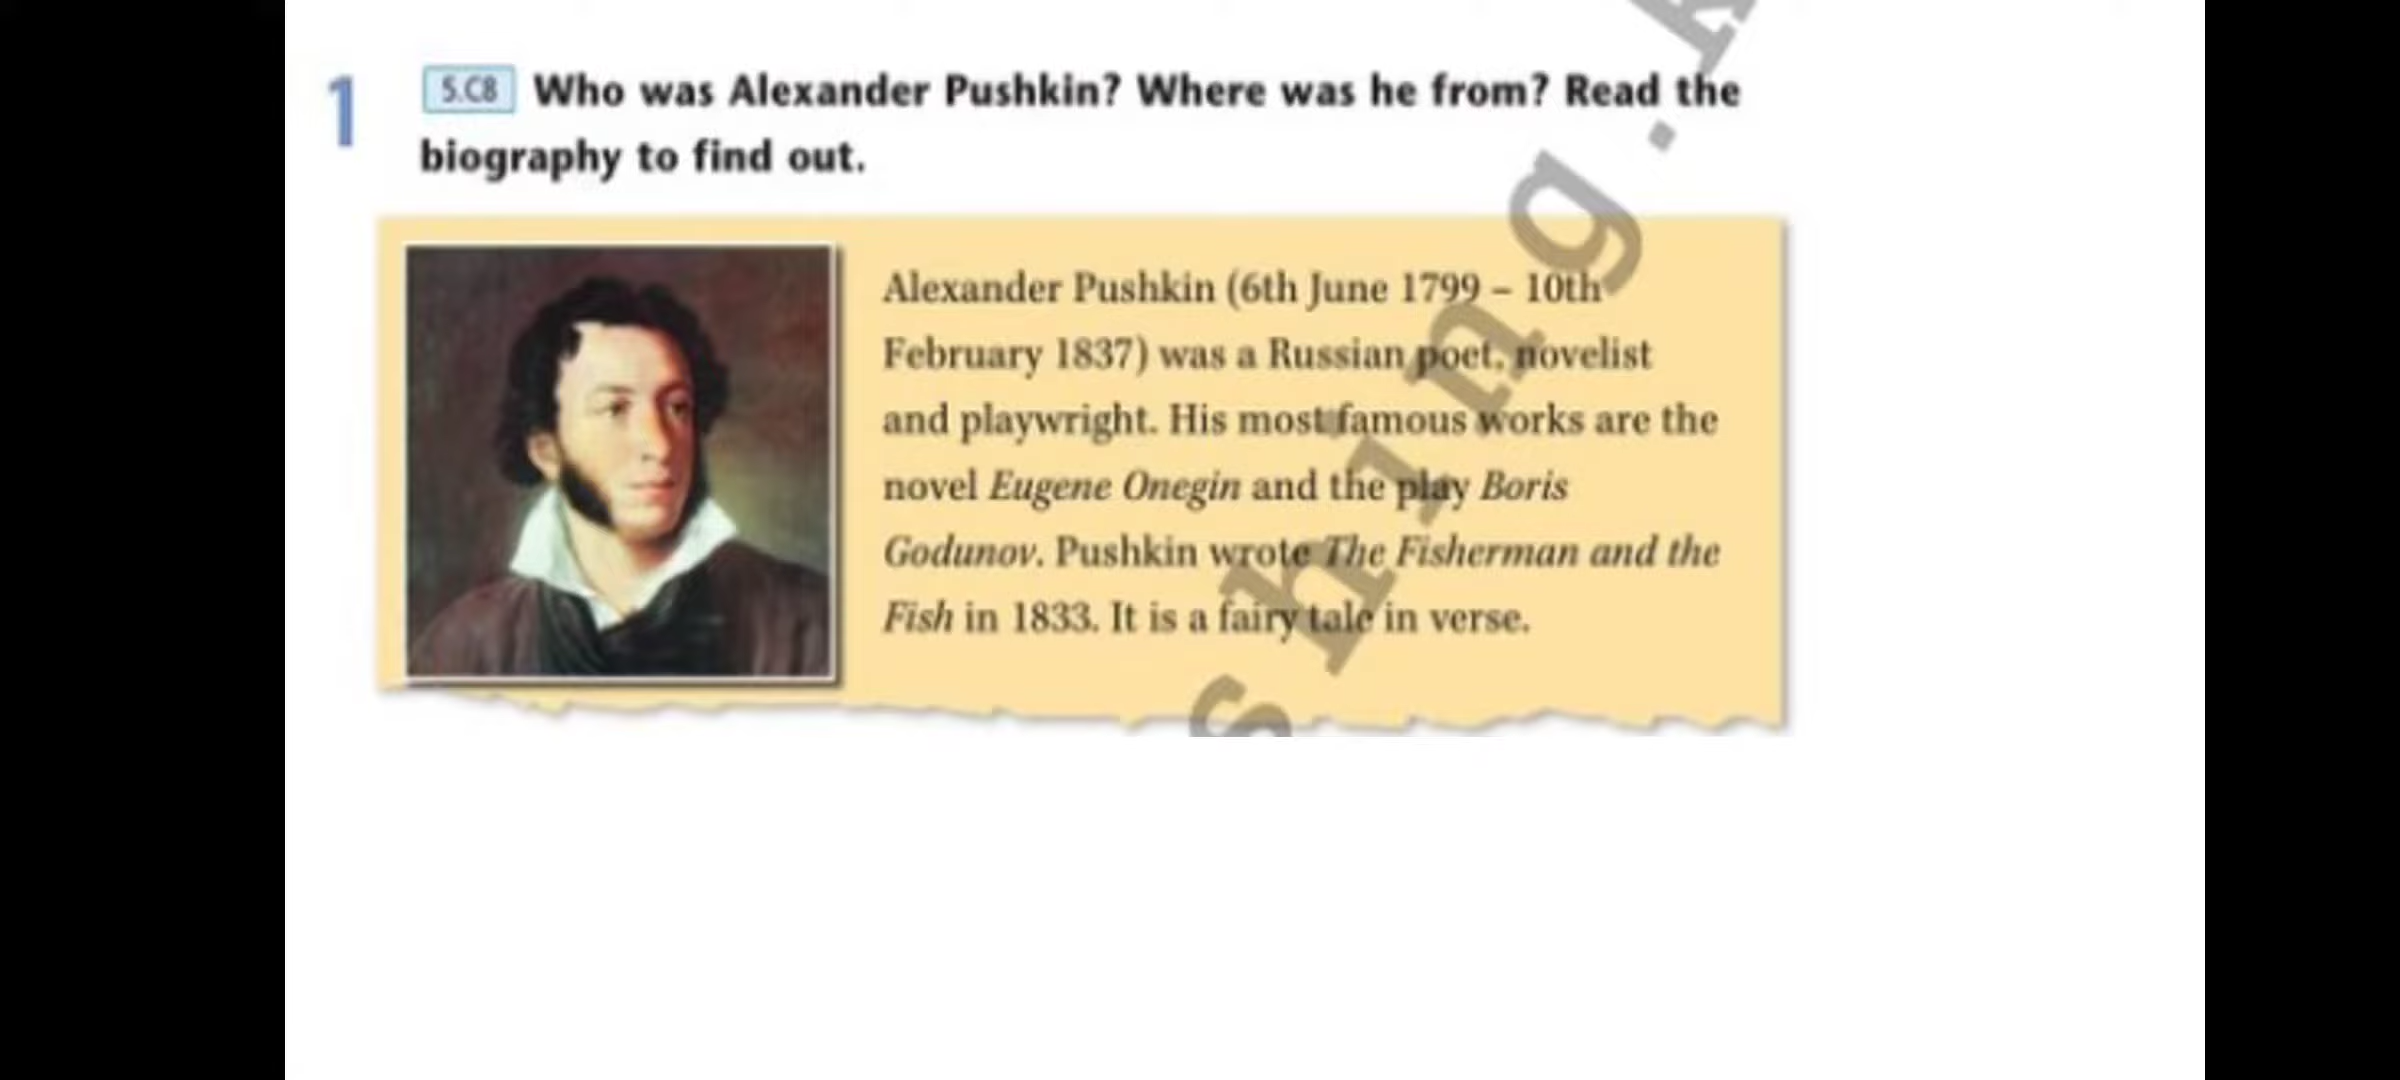 1
5.C8 Who was Alexander Pushkin? Where was he from? Read the
biography to find out.
Alexander Pushkin (6th June 1799 – 10th
February 1837) was a Russian poet, novelist
and playwright. His most famous works are the
novel Eugene Onegin and the play Boris
Godunov. Pushkin wrote The Fisherman and the
Fish in 1833. It is a fairy tale in verse.
shing.k